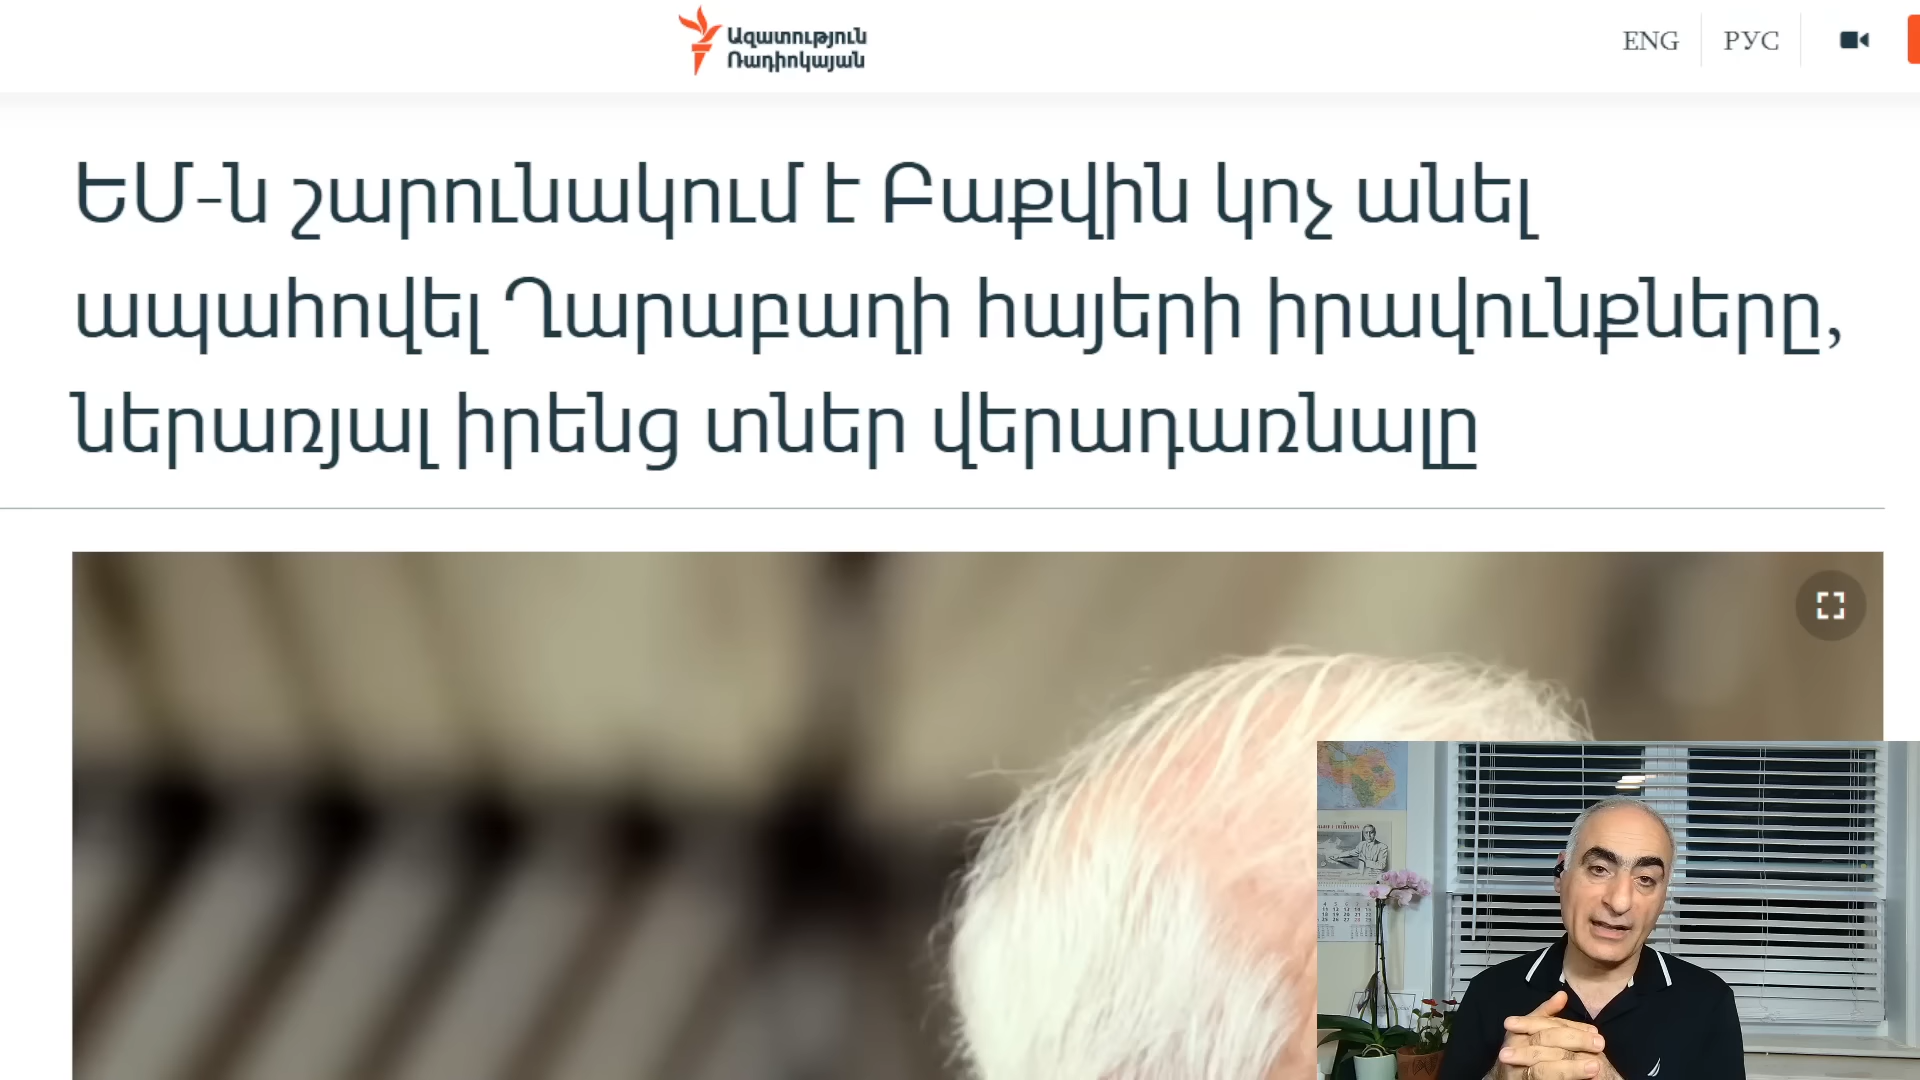 Ազատություն
Ռադիոկայան
ENG
РУС
ԵՄ-ն շարունակում է Բաքվին կոչ անել
ապահովել Ղարաբաղի հայերի իրավունքները,
ներառյալ իրենց տներ վերադառնալը